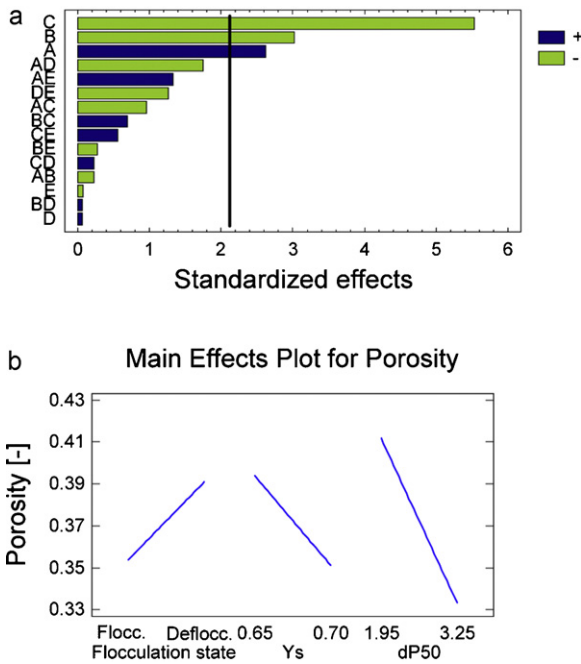 a
C
B
A
AD
AE
DE
AC
BC
CE
BE
CD
AB
E
BD
D
+
-
0 1 2 3 4 5 6
Standardized effects
b
Main Effects Plot for Porosity
Porosity [-]
0.43
0.41
0.39
0.37
0.35
0.33
Flocc. Deflocc. 0.65 0.70 1.95 3.25
Flocculation state Ys dP50